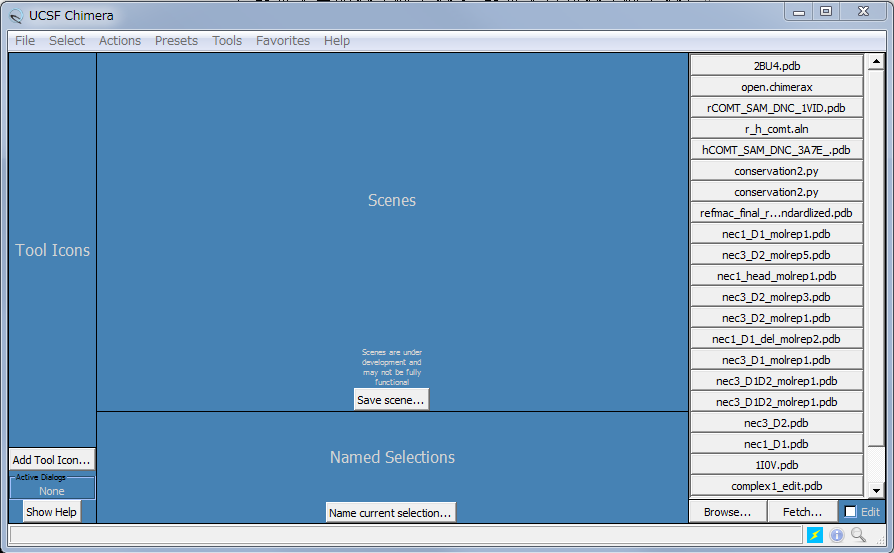 UCSF Chimera
File Select Actions Presets Tools Favorites Help
Tool Icons
Add Tool Icon...
Active Dialogs
None
Show Help
Scenes
Scenes are under
development and
may not be fully
functional
Save scene...
Named Selections
Name current selection...
2BU4.pdb
open.chimerax
rCOMT_SAM_DNC_1VID.pdb
r_h_comt.aln
hCOMT_SAM_DNC_3A7E_.pdb
conservation2.py
conservation2.py
refmac_final_r...ndardlized.pdb
nec1_D1_molrep1.pdb
nec3_D2_molrep5.pdb
nec1_head_molrep1.pdb
nec3_D2_molrep3.pdb
nec3_D2_molrep1.pdb
nec1_D1_del_molrep2.pdb
nec3_D1_molrep1.pdb
nec3_D1D2_molrep1.pdb
nec3_D1D2_molrep1.pdb
nec3_D2.pdb
nec1_D1.pdb
1I0V.pdb
complex1_edit.pdb
Browse... Fetch... Edit